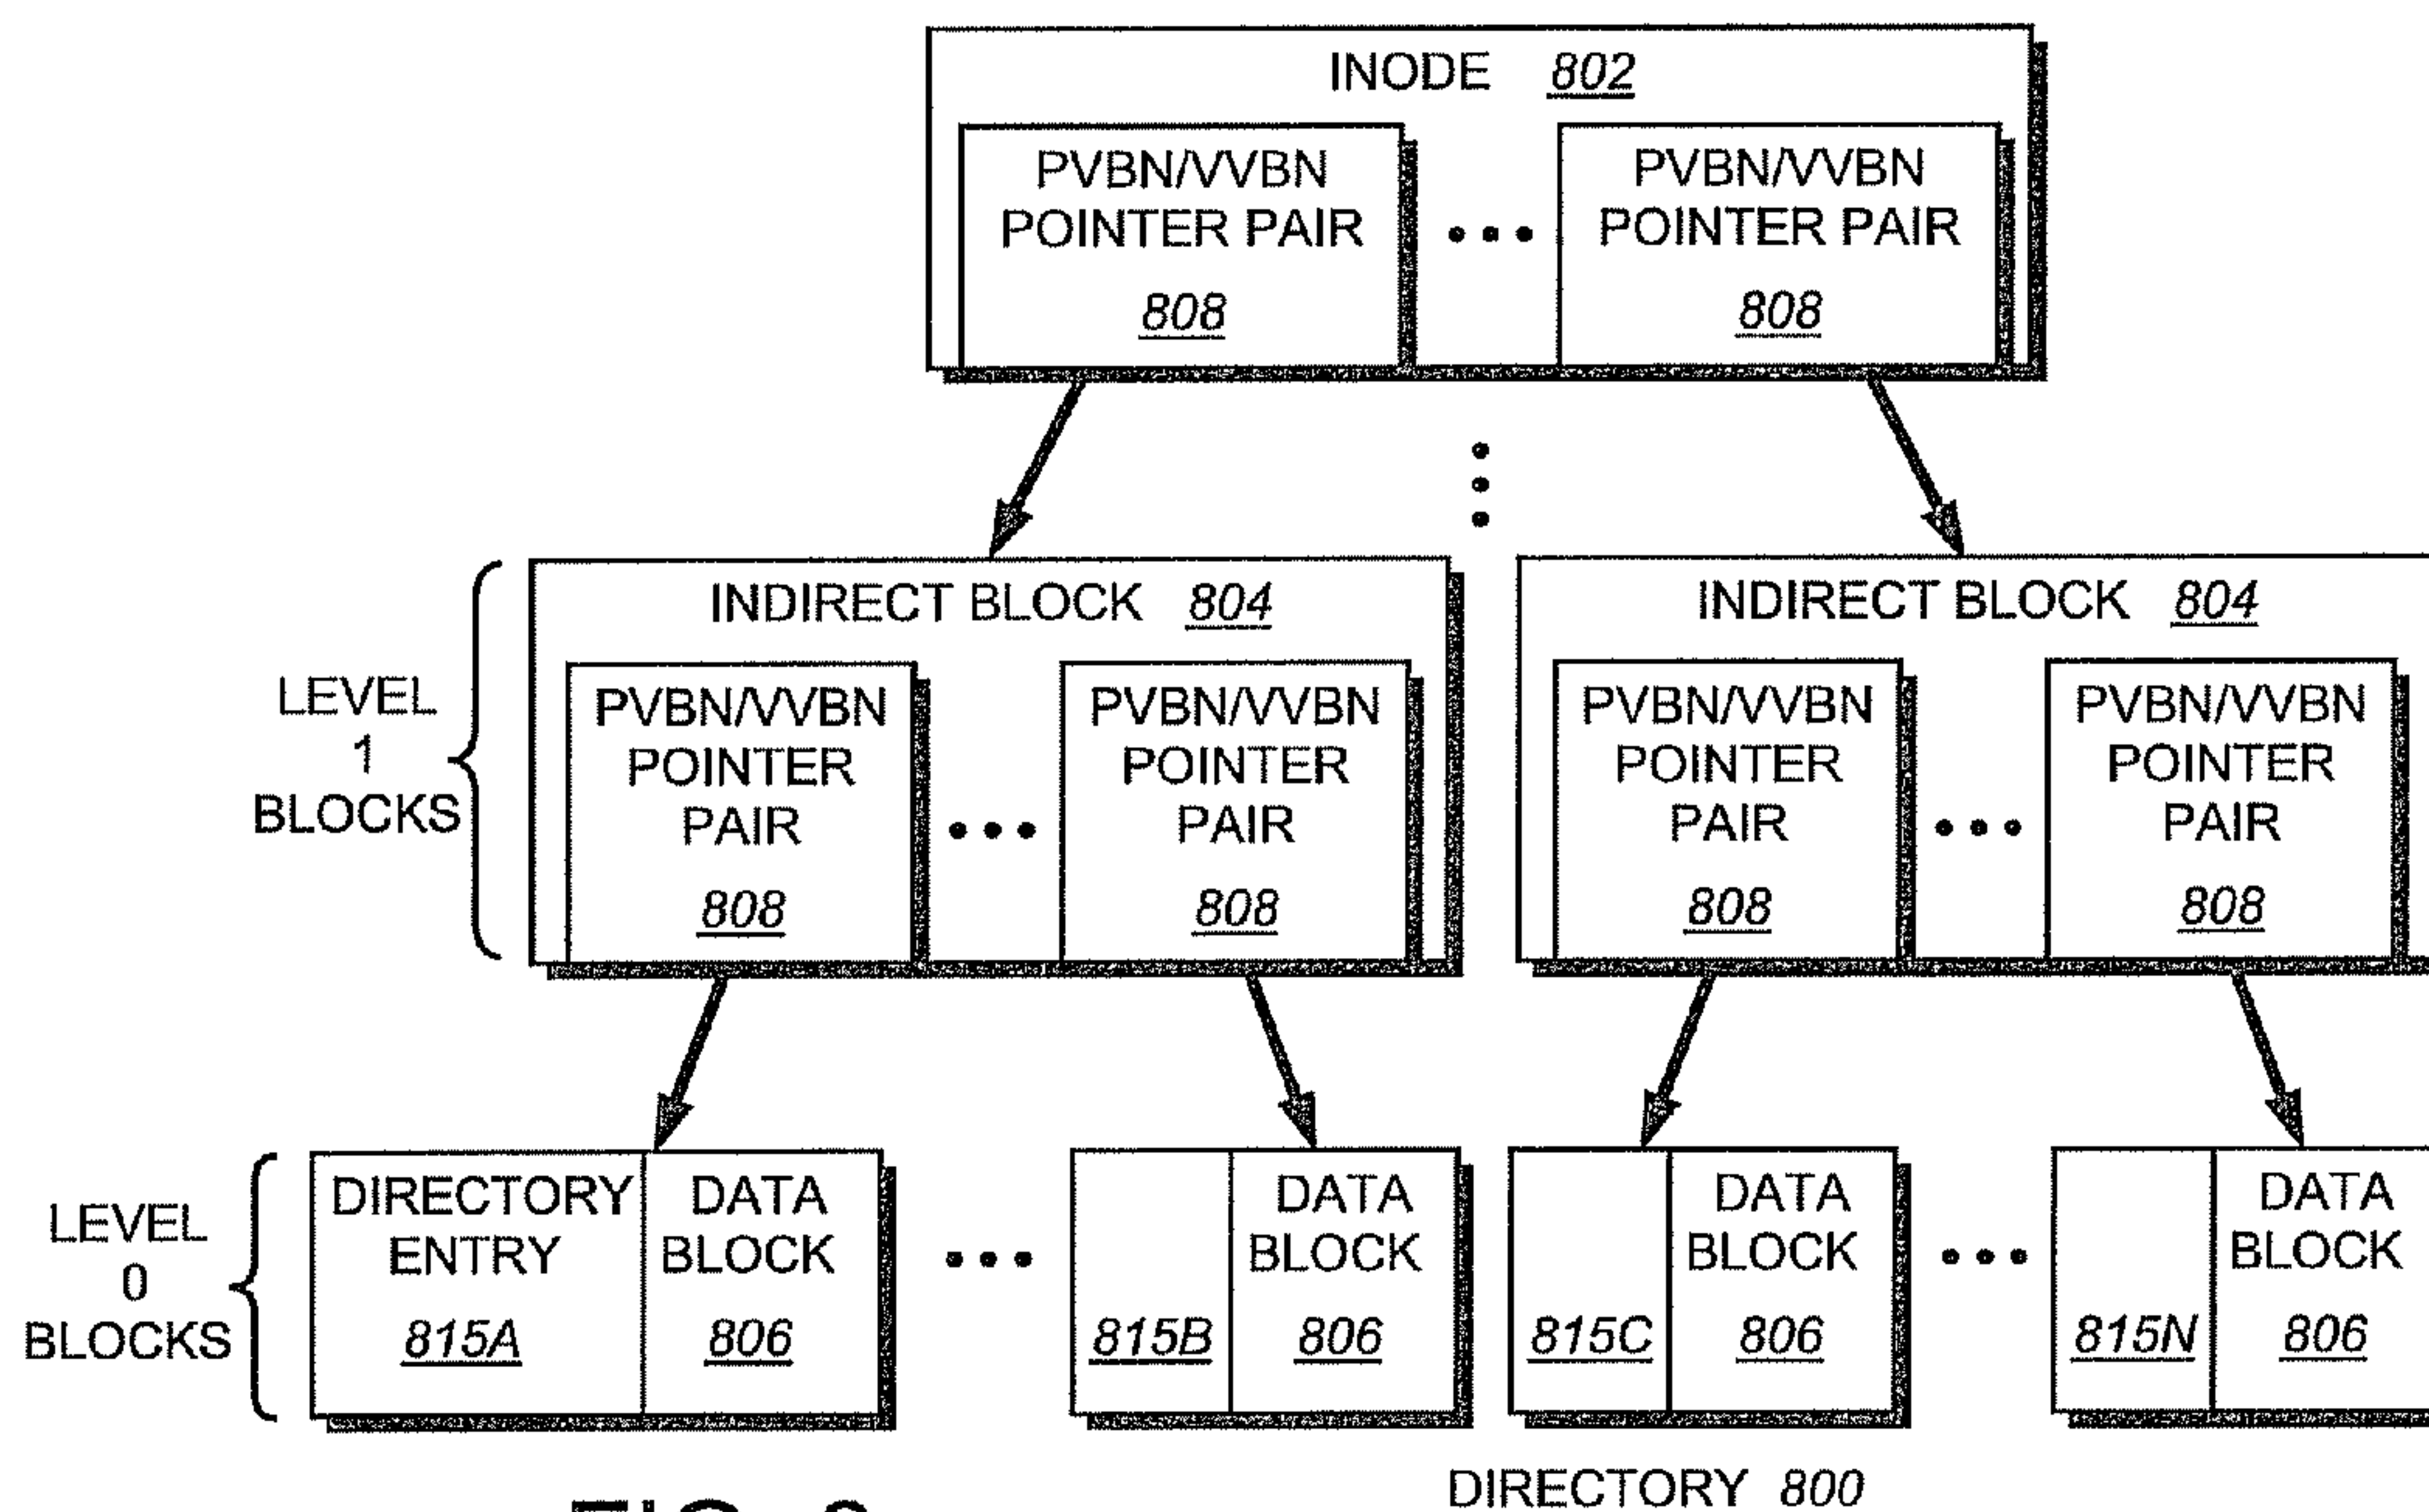 INODE 802
PVBN/VVBN POINTER PAIR 808
PVBN/VVBN POINTER PAIR 808
LEVEL 1 BLOCKS
INDIRECT BLOCK 804
PVBN/VVBN POINTER PAIR 808
PVBN/VVBN POINTER PAIR 808
INDIRECT BLOCK 804
PVBN/VVBN POINTER PAIR 808
PVBN/VVBN POINTER PAIR 808
LEVEL 0 BLOCKS
DIRECTORY ENTRY 815A
DATA BLOCK 806
815B
DATA BLOCK 806
815C
DATA BLOCK 806
815N
DATA BLOCK 806
DIRECTORY 800
FIG.